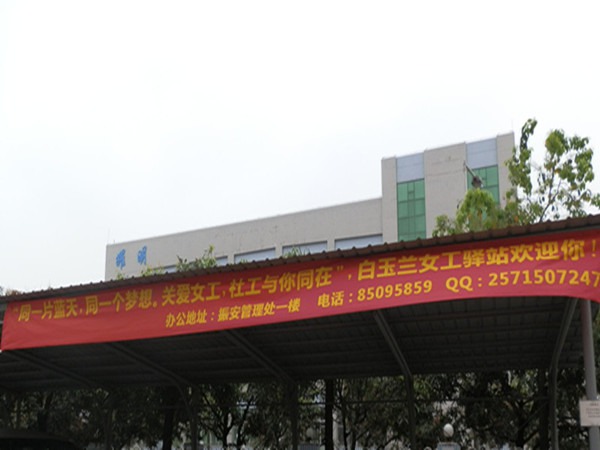 “同一片蓝天，同一个梦想，关爱女工，社工与你同在”，白玉兰女工驿站欢迎你！
办公地址：振安管理处一楼 电话：85095859 QQ：2571507247